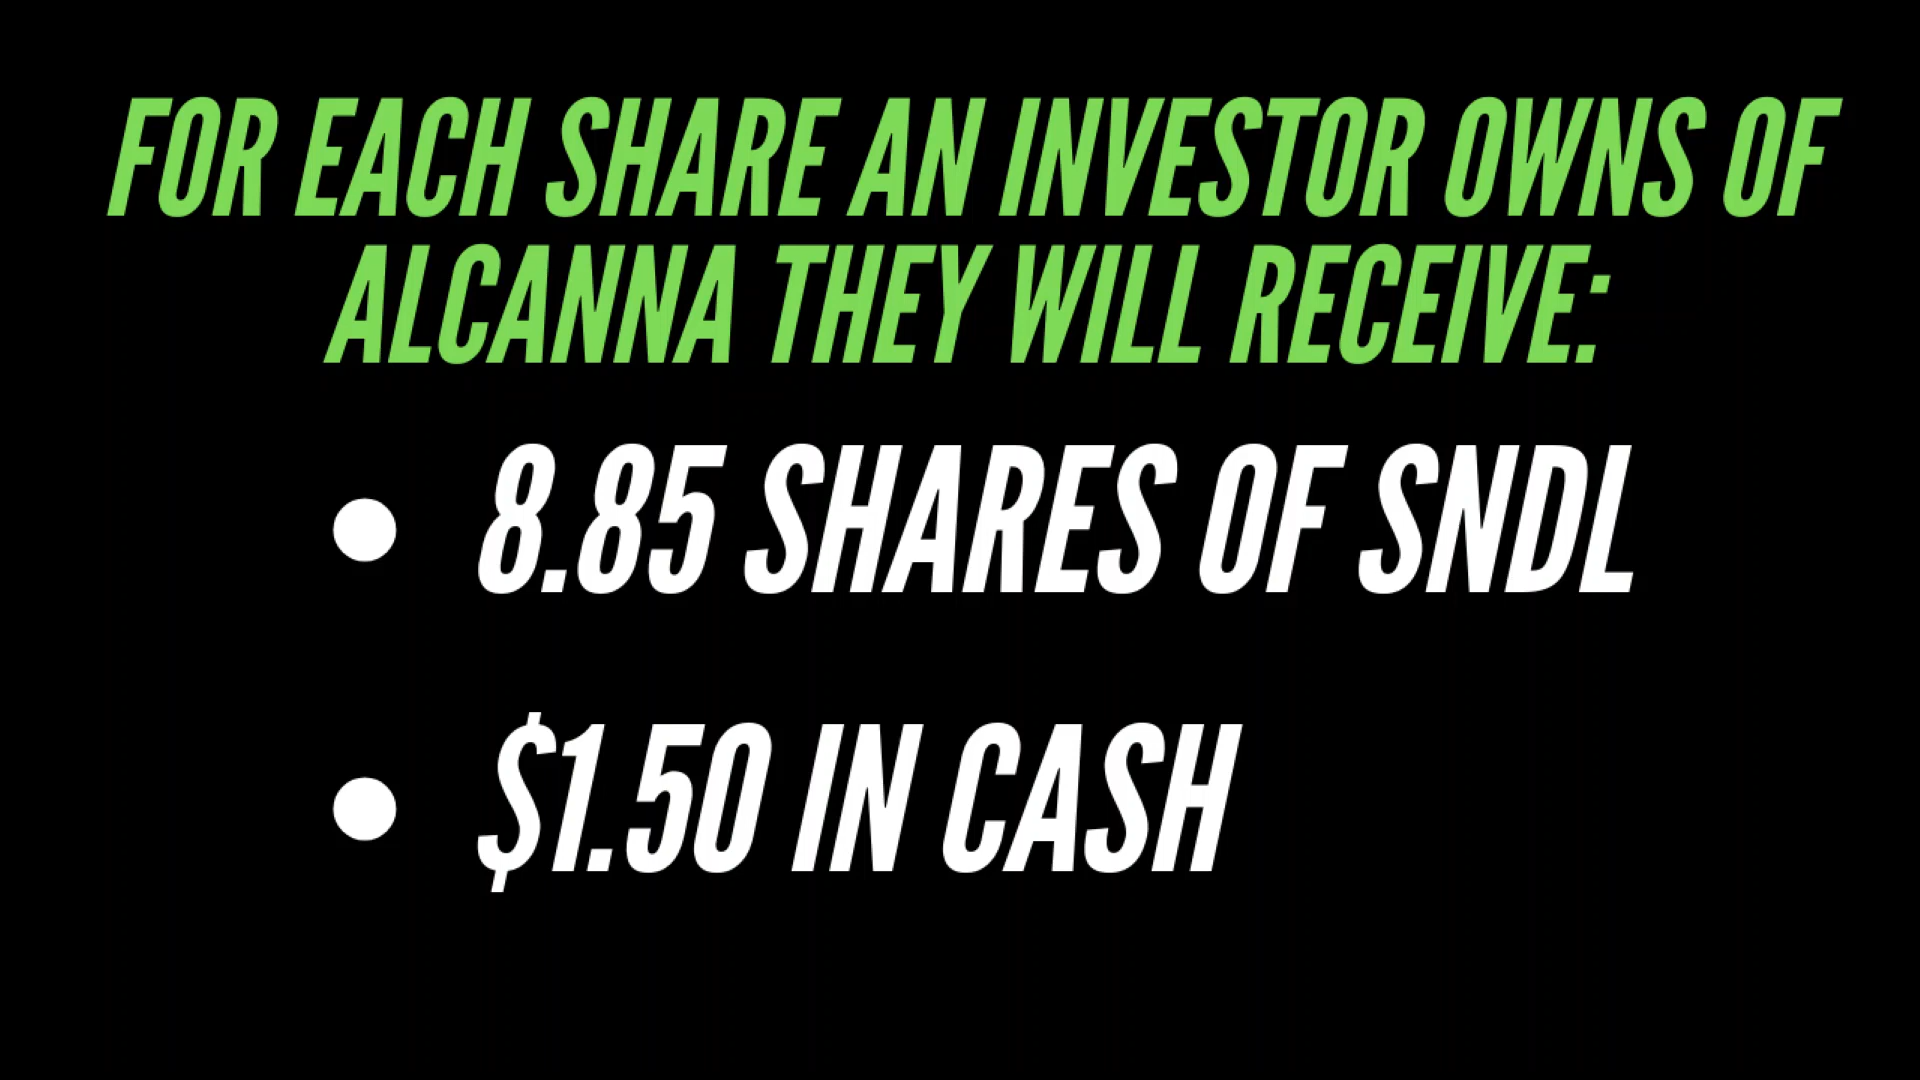 FOR EACH SHARE AN INVESTOR OWNS OF
ALCANNA THEY WILL RECEIVE:
• 8.85 SHARES OF SNDL
• $1.50 IN CASH